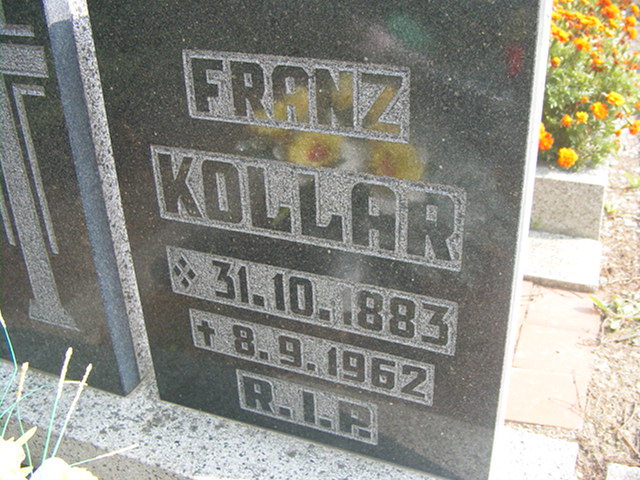 FRANZ
KOLLAR
31.10.1883
† 8.9.1962
R.I.P.